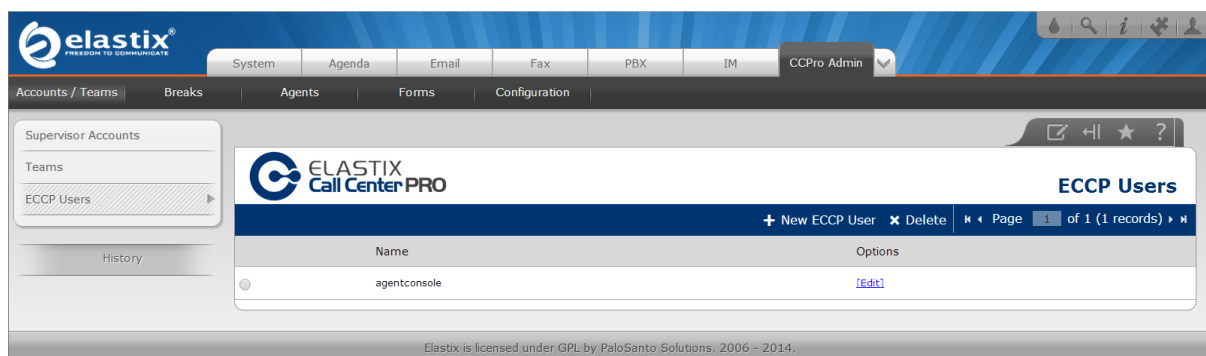 elastix®
FREEDOM TO COMMUNICATE
System Agenda Email Fax PBX IM CCPro Admin
Accounts / Teams Breaks Agents Forms Configuration
Supervisor Accounts
Teams
ECCP Users
History
ELASTIX
Call Center PRO
ECCP Users
New ECCP User Delete Page 1 of 1 (1 records)
Name Options
agentconsole [Edit]
Elastix is licensed under GPL by PaloSanto Solutions. 2006 - 2014.